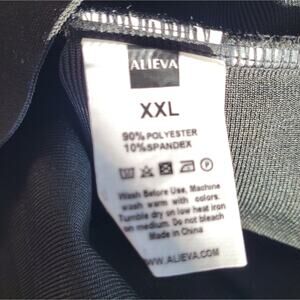 ALIEVA
XXL
90% POLYESTER
10%SPANDEX
Wash Before Use, Machine
wash warm with colors.
Tumble dry on low heat iron
on medium. Do not bleach
Made in China
WWW.ALIEVA.COM